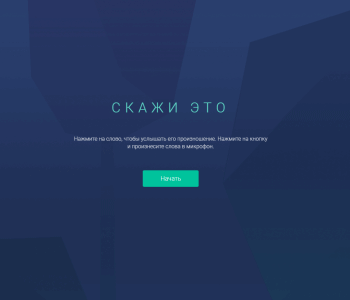 СКАЖИ ЭТО
Нажмите на слово, чтобы услышать его произношение. Нажмите на кнопку
и произнесите слова в микрофон.
Начать